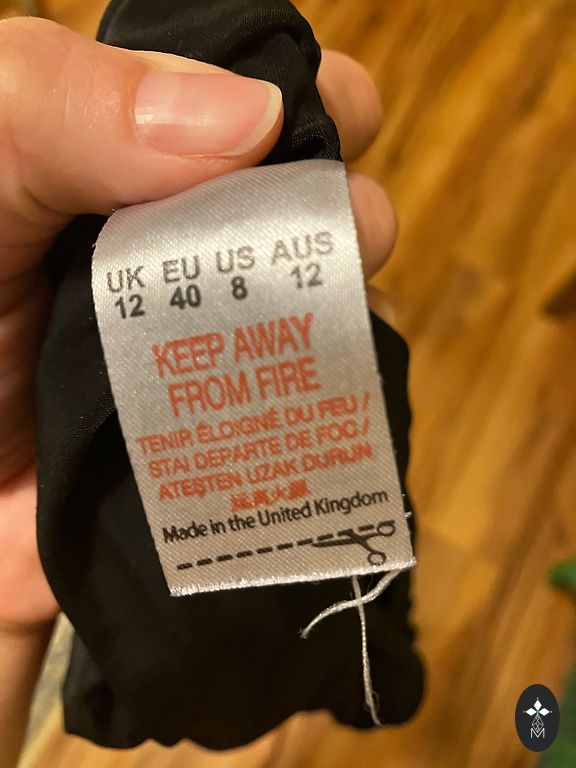 UK EU US AUS
12 40 8 12
KEEP AWAY
FROM FIRE
TENIR ÉLOIGNÉ DU FEU /
STAI DEPARTE DE FOC /
ATEŞTEN UZAK DURUN
Made in the United Kingdom
M